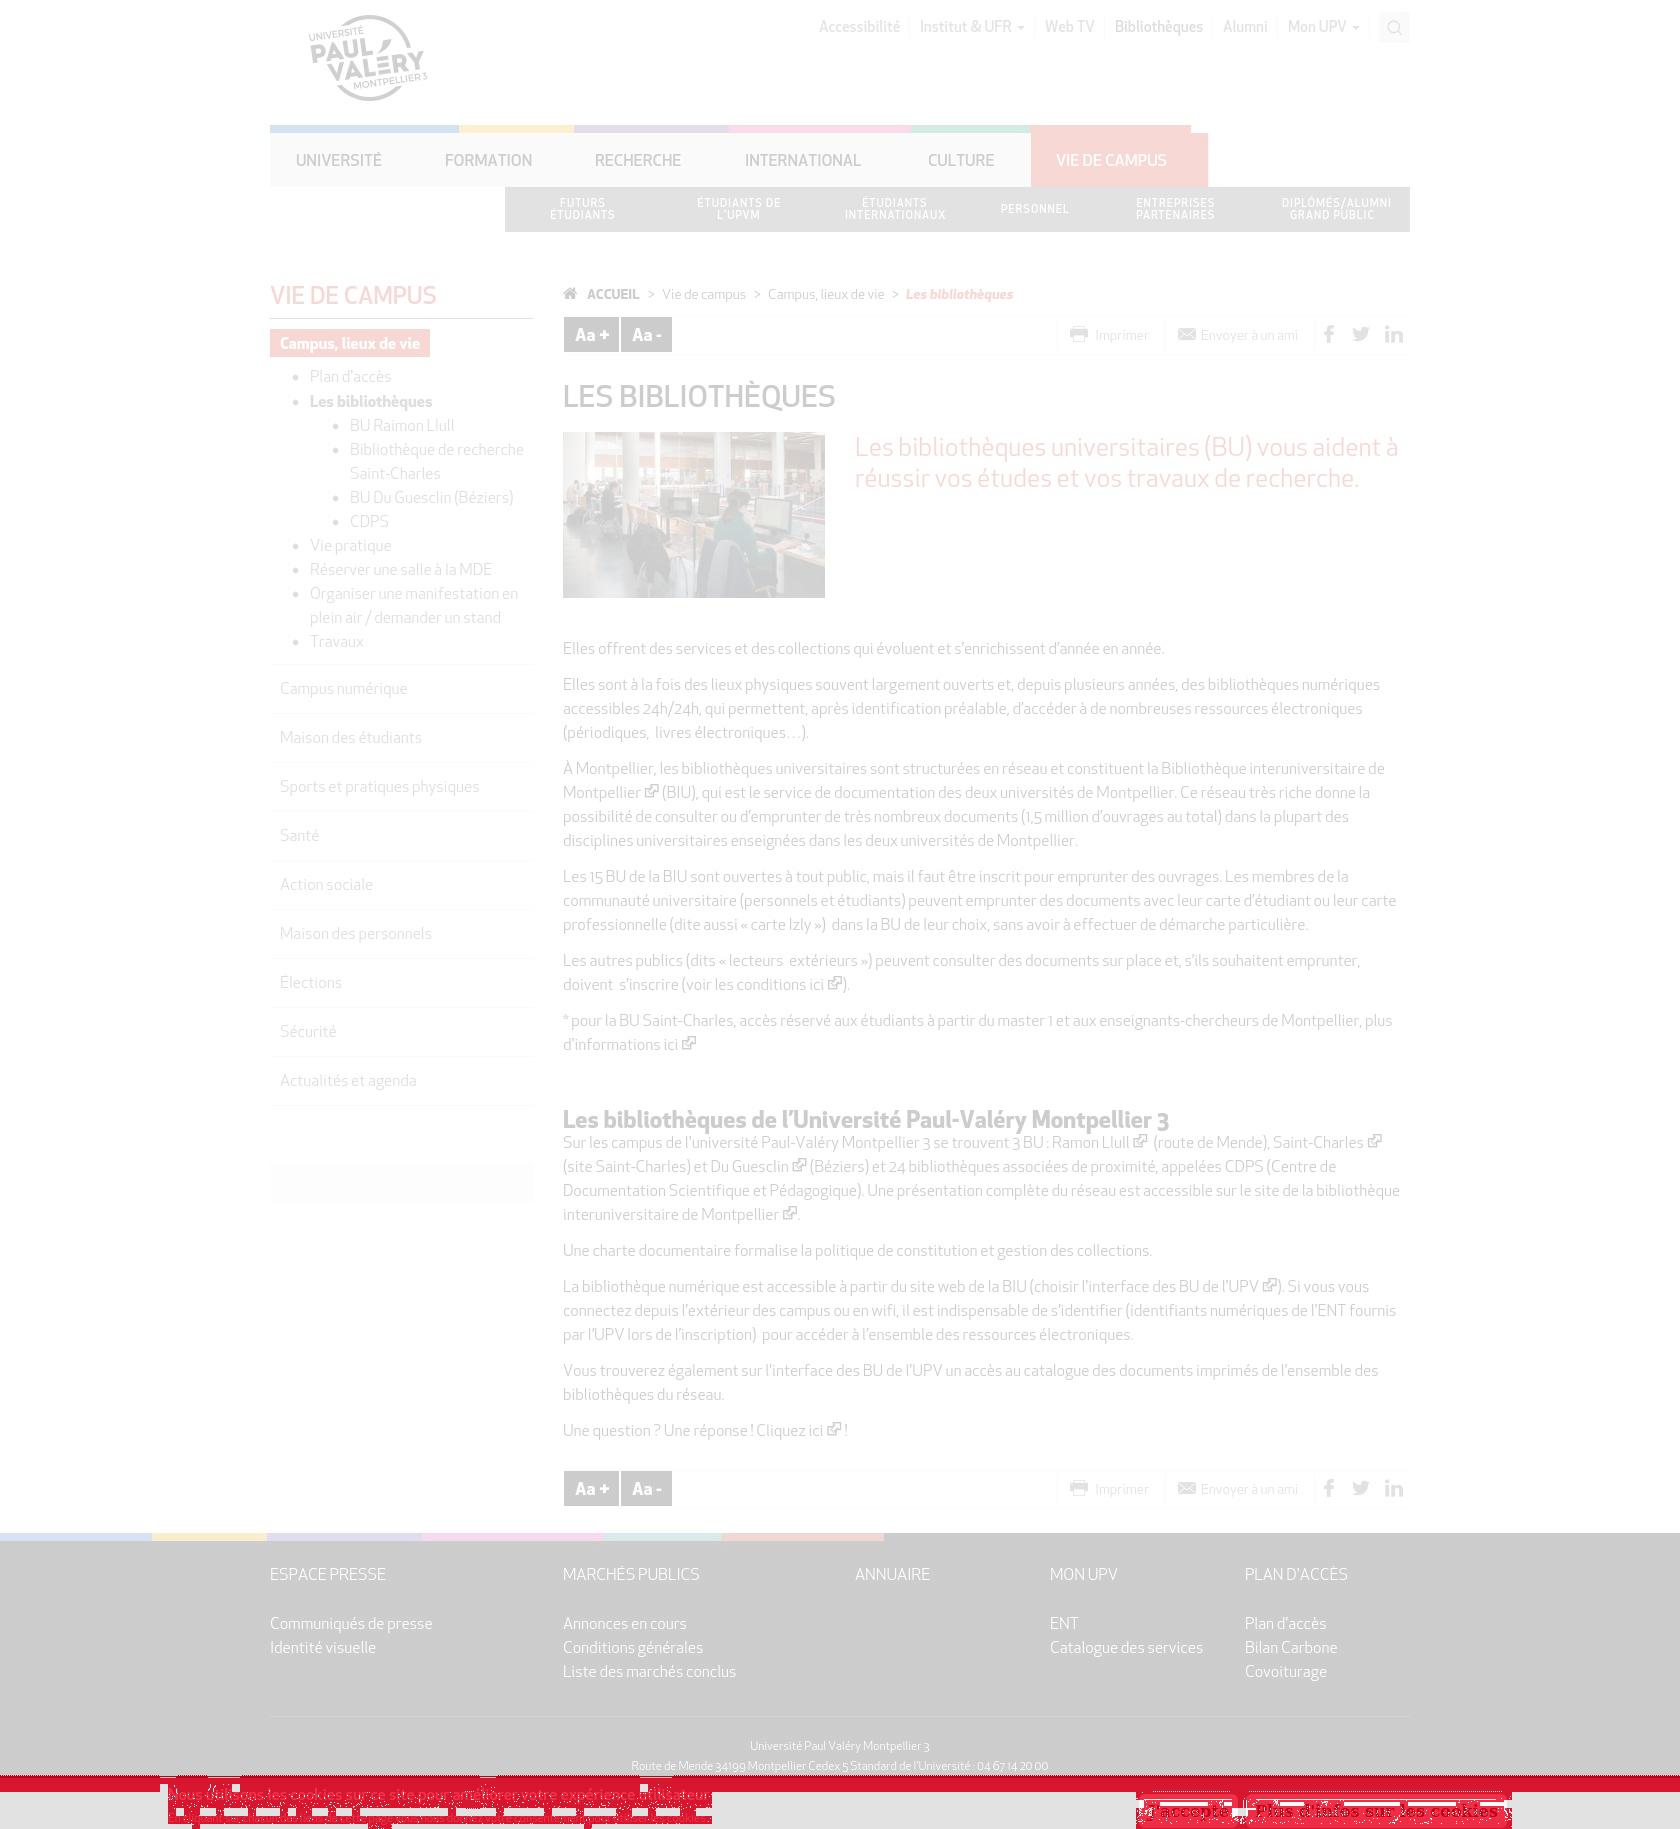 UNIVERSITÉ
PAUL
VALÉRY
MONTPELLIER 3
Accessibilité
Institut & UFR
Web TV
Bibliothèques
Alumni
Mon UPV
UNIVERSITÉ
FORMATION
RECHERCHE
INTERNATIONAL
CULTURE
VIE DE CAMPUS
FUTURS
ÉTUDIANTS
ÉTUDIANTS DE
L'UPVM
ÉTUDIANTS
INTERNATIONAUX
PERSONNEL
ENTREPRISES
PARTENAIRES
DIPLÔMÉS/ALUMNI
GRAND PUBLIC
VIE DE CAMPUS
Campus, lieux de vie
Plan d'accès
Les bibliothèques
BU Raimon Llull
Bibliothèque de recherche
Saint-Charles
BU Du Guesclin (Béziers)
CDPS
Vie pratique
Réserver une salle à la MDE
Organiser une manifestation en
plein air / demander un stand
Travaux
Campus numérique
Maison des étudiants
Sports et pratiques physiques
Santé
Action sociale
Maison des personnels
Élections
Sécurité
Actualités et agenda
ACCUEIL > Vie de campus > Campus, lieux de vie > Les bibliothèques
Aa + Aa -
Imprimer
Envoyer à un ami
LES BIBLIOTHÈQUES
Les bibliothèques universitaires (BU) vous aident à
réussir vos études et vos travaux de recherche.
Elles offrent des services et des collections qui évoluent et s'enrichissent d'année en année.
Elles sont à la fois des lieux physiques souvent largement ouverts et, depuis plusieurs années, des bibliothèques numériques
accessibles 24h/24h, qui permettent, après identification préalable, d'accéder à de nombreuses ressources électroniques
(périodiques, livres électroniques…).
À Montpellier, les bibliothèques universitaires sont structurées en réseau et constituent la Bibliothèque interuniversitaire de
Montpellier (BIU), qui est le service de documentation des deux universités de Montpellier. Ce réseau très riche donne la
possibilité de consulter ou d'emprunter de très nombreux documents (1,5 million d'ouvrages au total) dans la plupart des
disciplines universitaires enseignées dans les deux universités de Montpellier.
Les 15 BU de la BIU sont ouvertes à tout public, mais il faut être inscrit pour emprunter des ouvrages. Les membres de la
communauté universitaire (personnels et étudiants) peuvent emprunter des documents avec leur carte d'étudiant ou leur carte
professionnelle (dite aussi « carte Izly ») dans la BU de leur choix, sans avoir à effectuer de démarche particulière.
Les autres publics (dits « lecteurs extérieurs ») peuvent consulter des documents sur place et, s'ils souhaitent emprunter,
doivent s'inscrire (voir les conditions ici ).
* pour la BU Saint-Charles, accès réservé aux étudiants à partir du master 1 et aux enseignants-chercheurs de Montpellier, plus
d'informations ici
Les bibliothèques de l'Université Paul-Valéry Montpellier 3
Sur les campus de l'université Paul-Valéry Montpellier 3 se trouvent 3 BU : Ramon Llull (route de Mende), Saint-Charles
(site Saint-Charles) et Du Guesclin (Béziers) et 24 bibliothèques associées de proximité, appelées CDPS (Centre de
Documentation Scientifique et Pédagogique). Une présentation complète du réseau est accessible sur le site de la bibliothèque
interuniversitaire de Montpellier .
Une charte documentaire formalise la politique de constitution et gestion des collections.
La bibliothèque numérique est accessible à partir du site web de la BIU (choisir l'interface des BU de l'UPV ). Si vous vous
connectez depuis l'extérieur des campus ou en wifi, il est indispensable de s'identifier (identifiants numériques de l'ENT fournis
par l'UPV lors de l'inscription) pour accéder à l'ensemble des ressources électroniques.
Vous trouverez également sur l'interface des BU de l'UPV un accès au catalogue des documents imprimés de l'ensemble des
bibliothèques du réseau.
Une question ? Une réponse ! Cliquez ici !
Aa + Aa -
Imprimer
Envoyer à un ami
ESPACE PRESSE
Communiqués de presse
Identité visuelle
MARCHÉS PUBLICS
Annonces en cours
Conditions générales
Liste des marchés conclus
ANNUAIRE
MON UPV
ENT
Catalogue des services
PLAN D'ACCÈS
Plan d'accès
Bilan Carbone
Covoiturage
Université Paul Valéry Montpellier 3
Route de Mende 34199 Montpellier Cedex 5 Standard de l'Université : 04 67 14 20 00
Nous utilisons les cookies sur ce site pour améliorer votre expérience d'utilisateur.
J'accepte
Plus d'infos sur les cookies